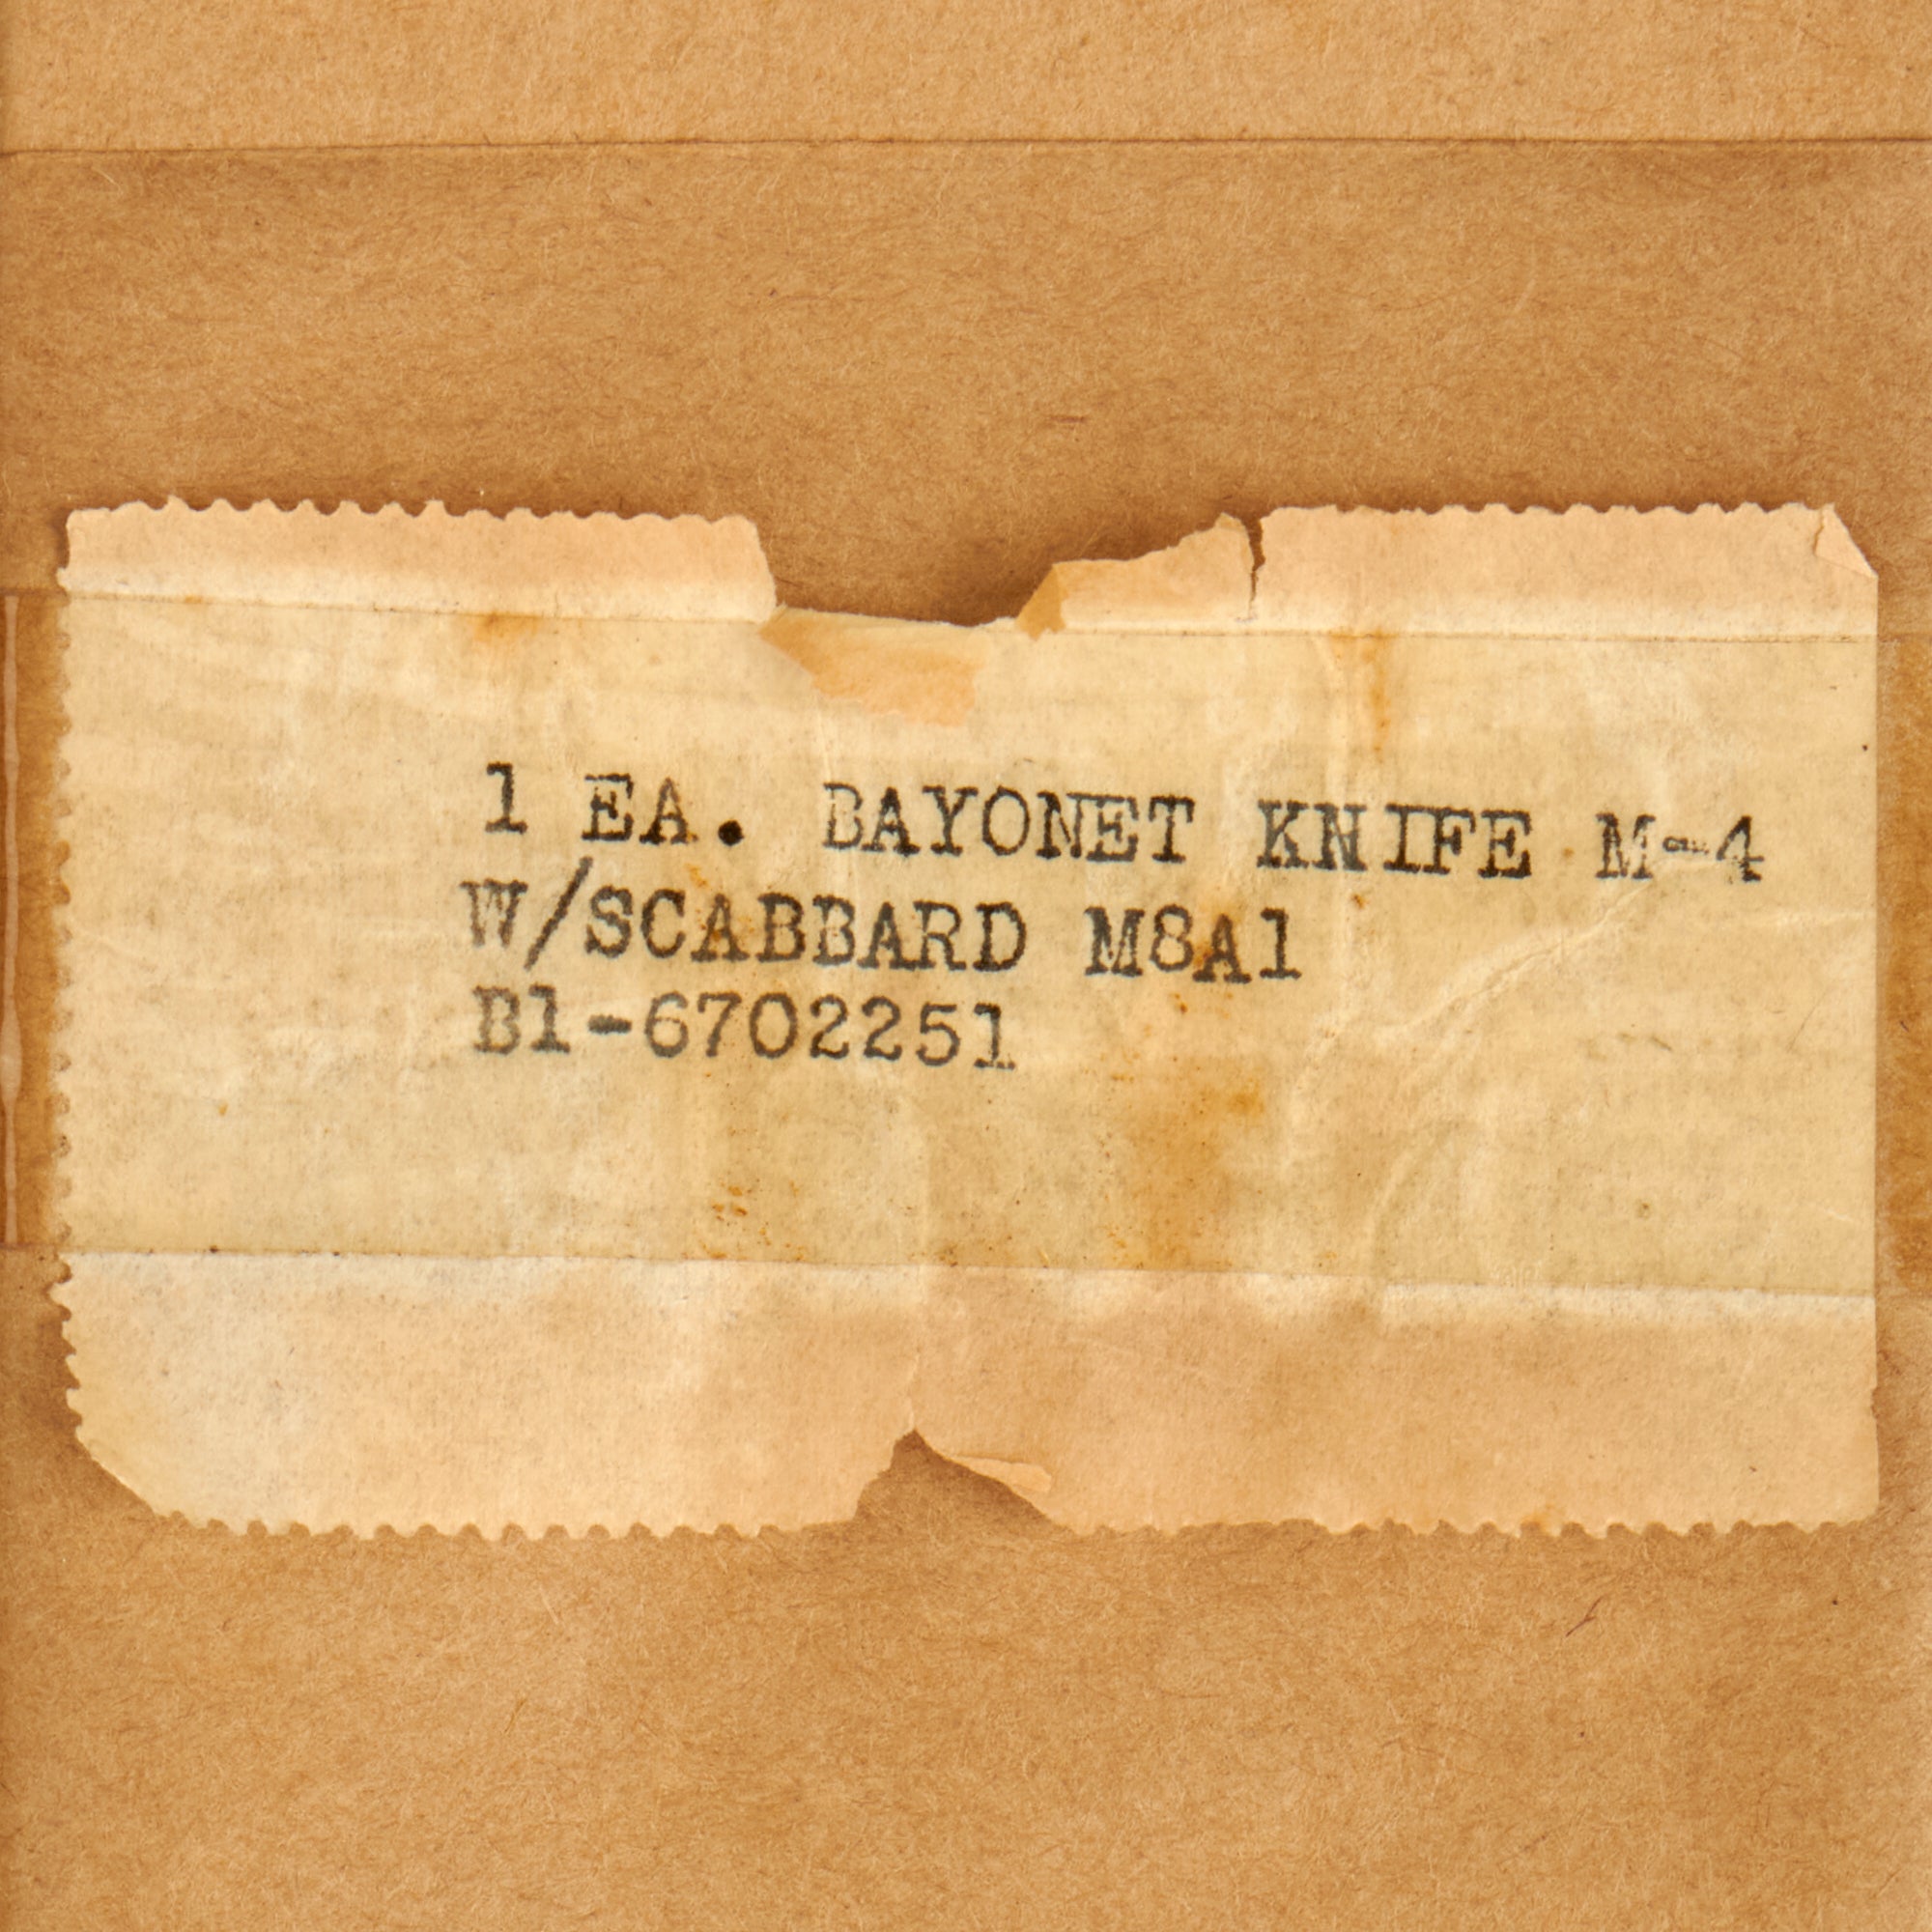 1 EA. BAYONET KNIFE M-4
W/SCABBARD M8A1
B1-6702251